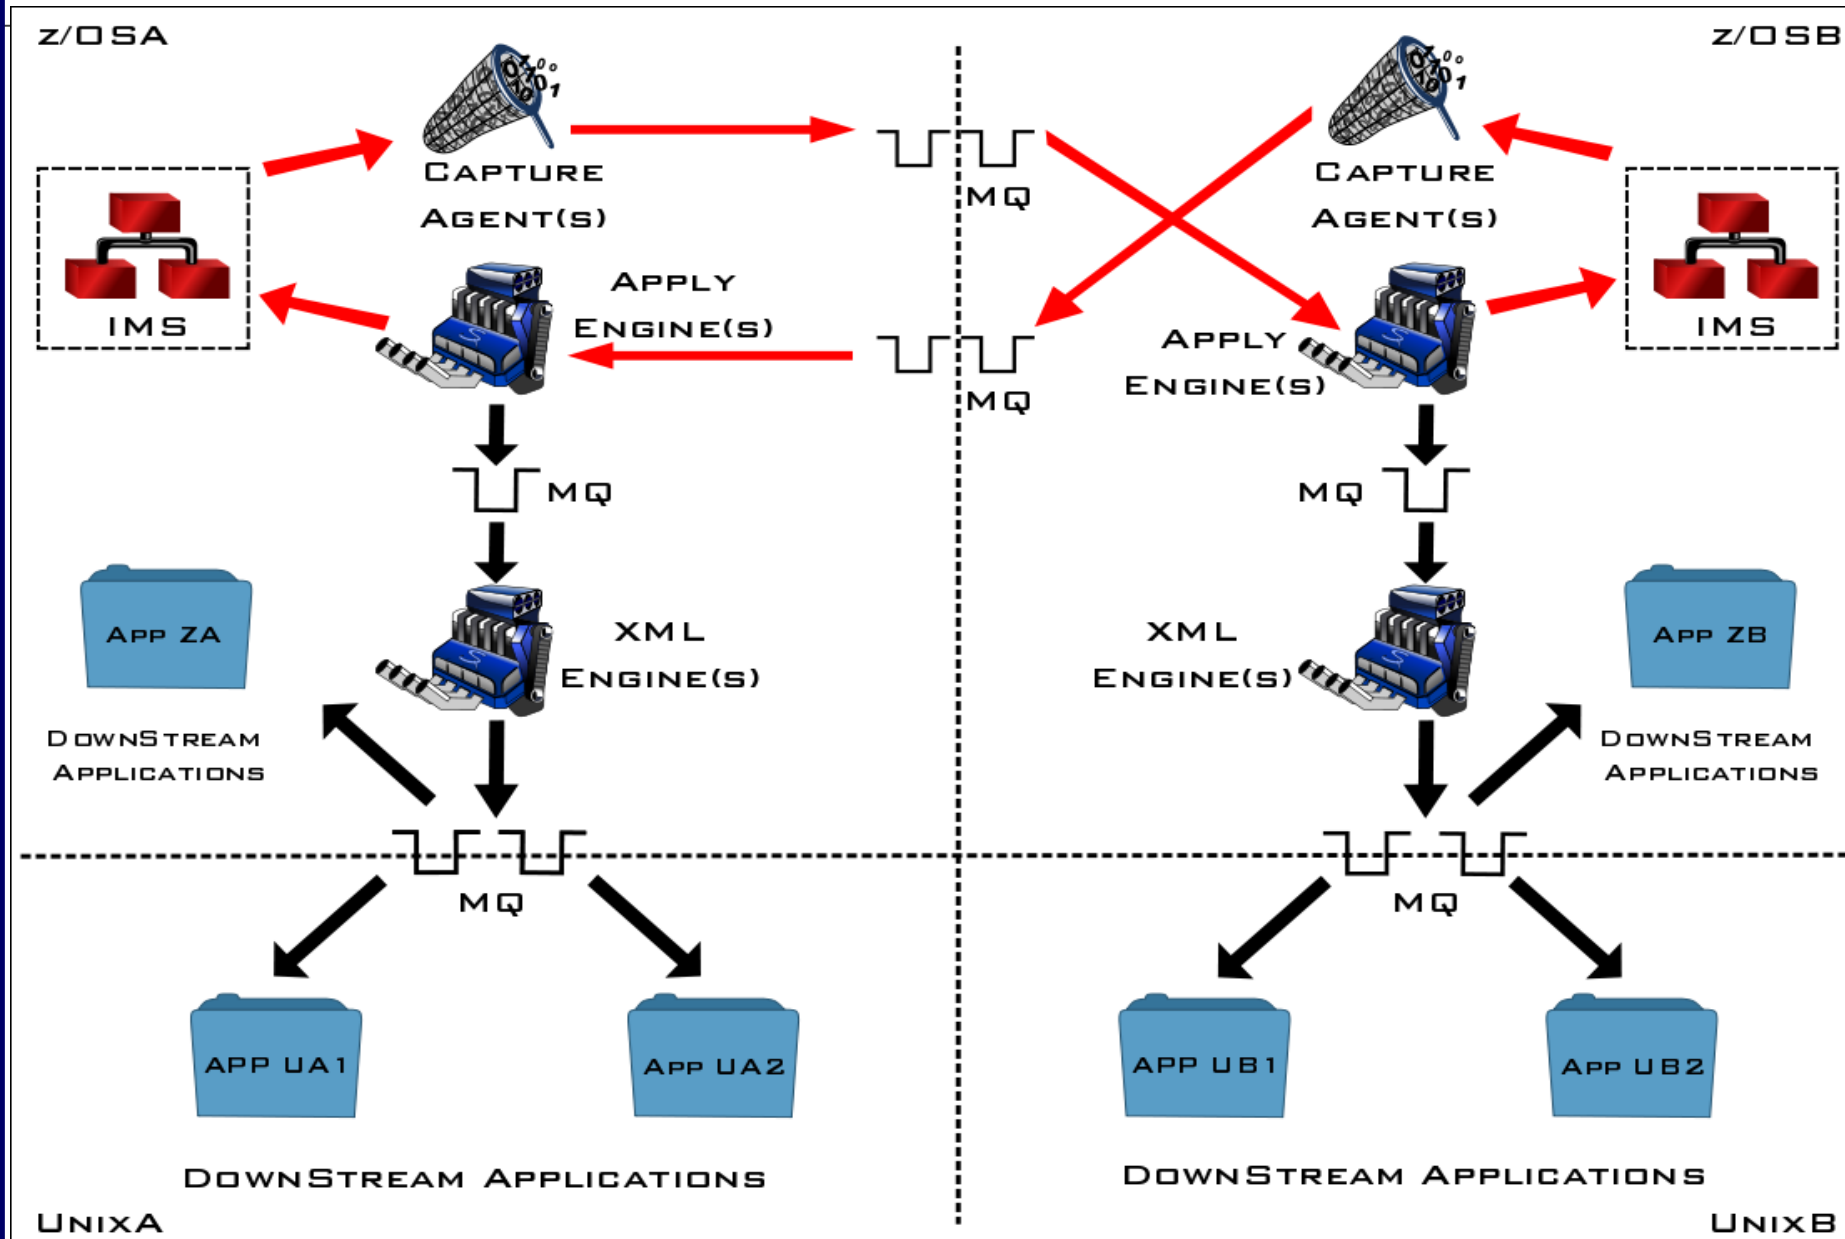 z/OSA
z/OSB
Capture
Agent(s)
MQ
Capture
Agent(s)
IMS
Apply
Engine(s)
MQ
Apply
Engine(s)
IMS
MQ
MQ
App ZA
XML
Engine(s)
XML
Engine(s)
App ZB
DownStream
Applications
DownStream
Applications
MQ
MQ
App UA1
App UA2
App UB1
App UB2
DownStream Applications
DownStream Applications
UnixA
UnixB